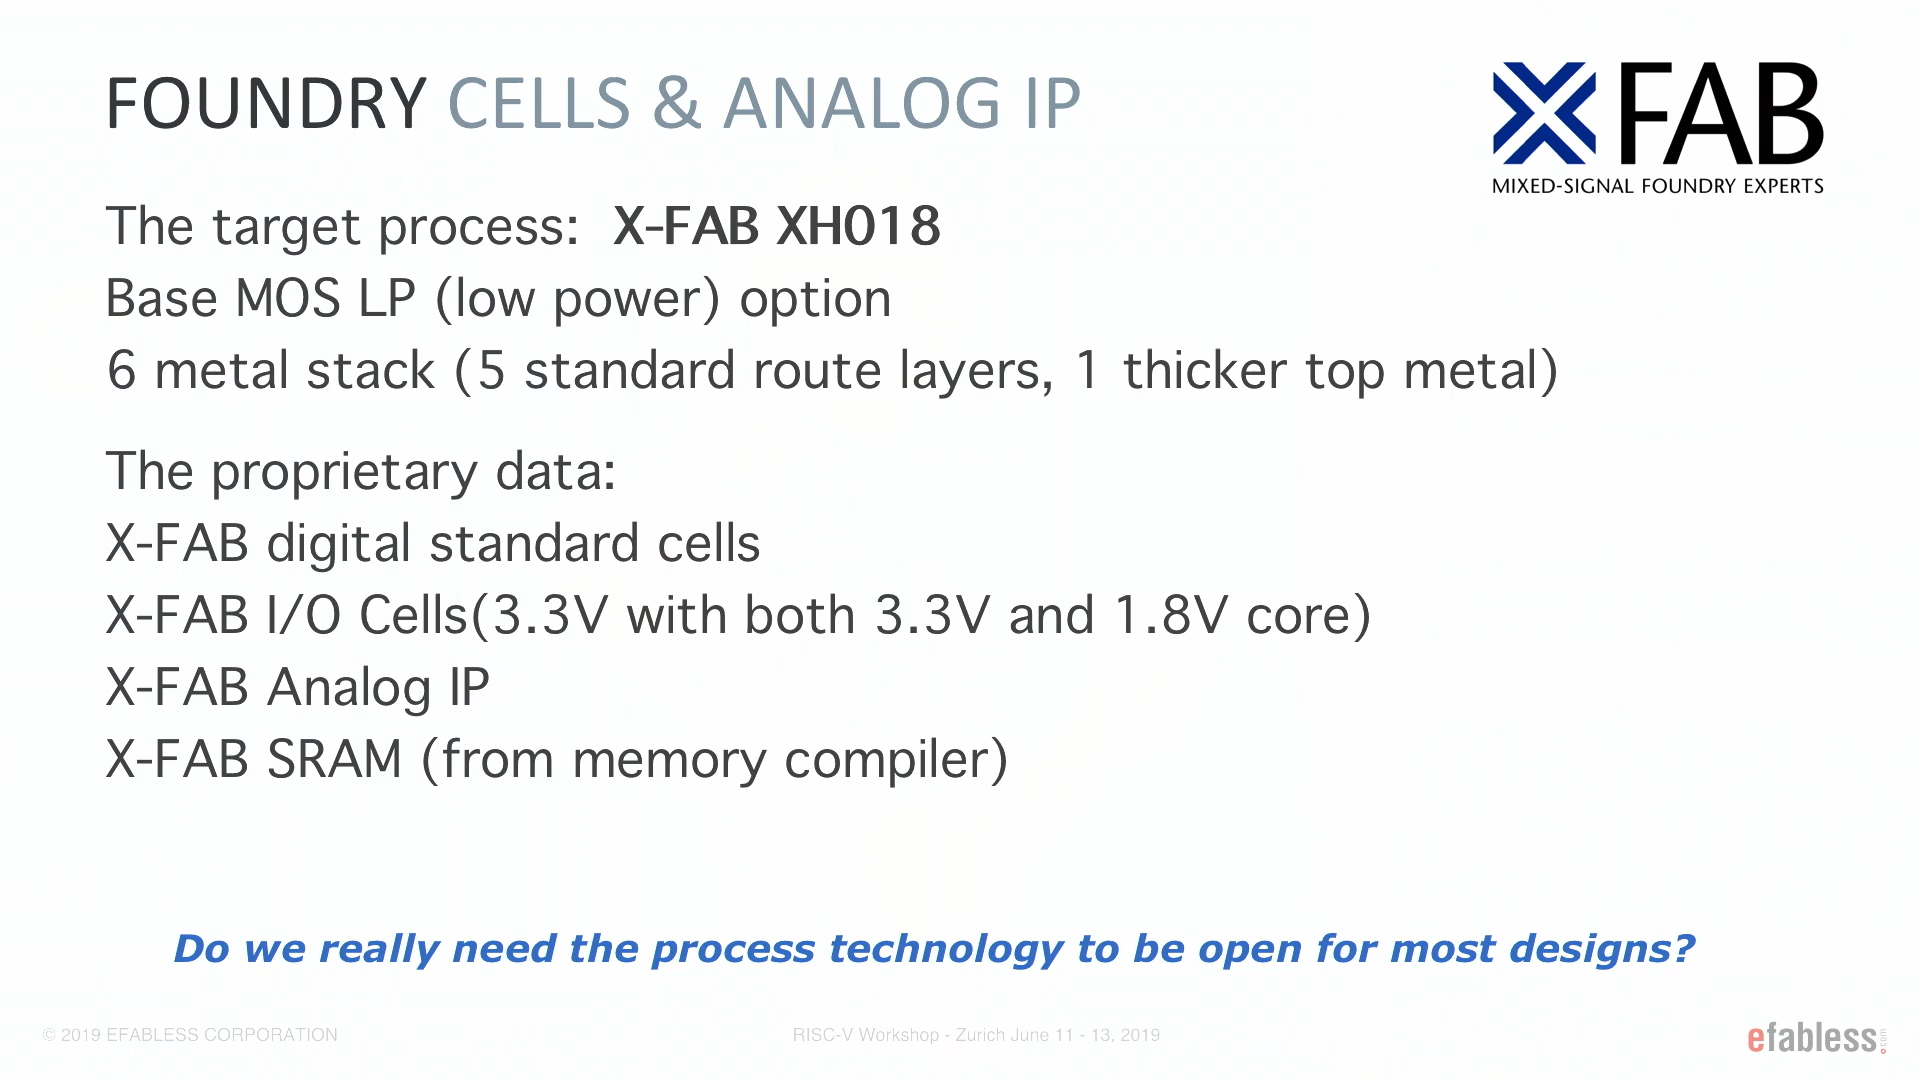 FOUNDRY CELLS & ANALOG IP
XFAB
MIXED-SIGNAL FOUNDRY EXPERTS
The target process: X-FAB XH018
Base MOS LP (low power) option
6 metal stack (5 standard route layers, 1 thicker top metal)
The proprietary data:
X-FAB digital standard cells
X-FAB I/O Cells(3.3V with both 3.3V and 1.8V core)
X-FAB Analog IP
X-FAB SRAM (from memory compiler)
Do we really need the process technology to be open for most designs?
© 2019 EFABLESS CORPORATION
RISC-V Workshop - Zurich June 11 - 13, 2019
efabless.com